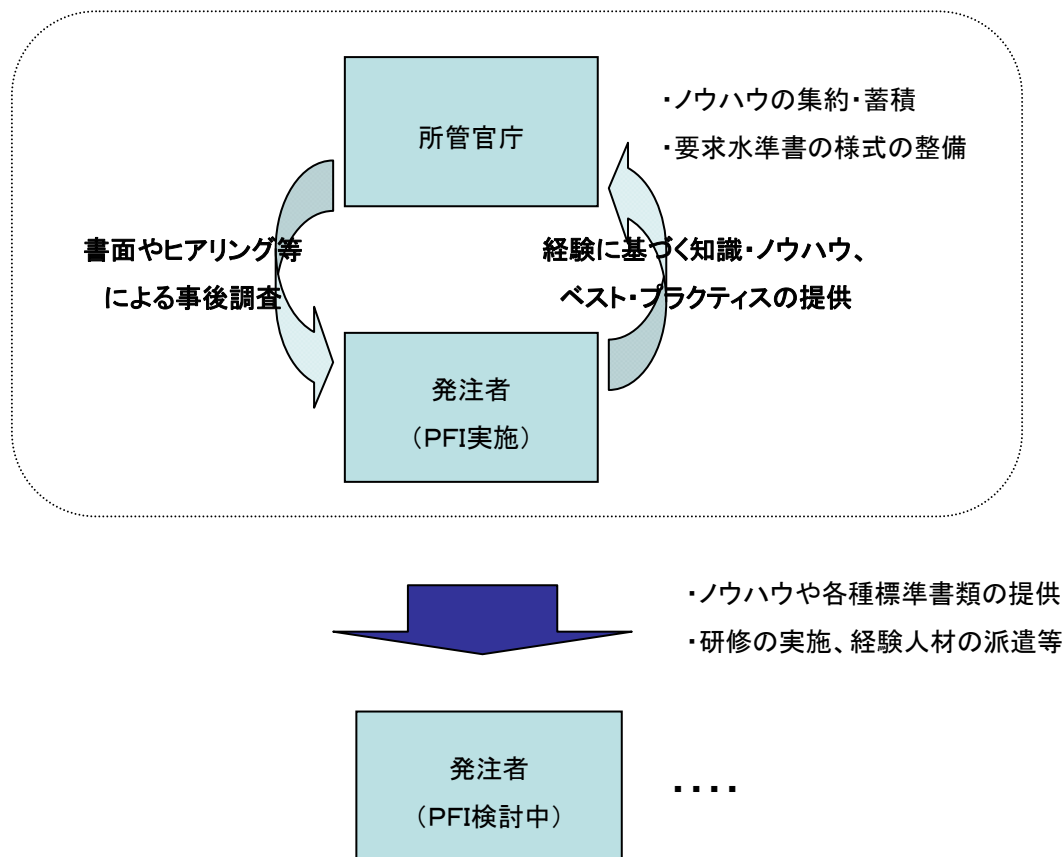 所管官庁
・ノウハウの集約・蓄積
・要求水準書の様式の整備
書面やヒアリング等
による事後調査
経験に基づく知識・ノウハウ、
ベスト・プラクティスの提供
発注者
（PFI実施）
・ノウハウや各種標準書類の提供
・研修の実施、経験人材の派遣等
発注者
（PFI検討中）
・・・・